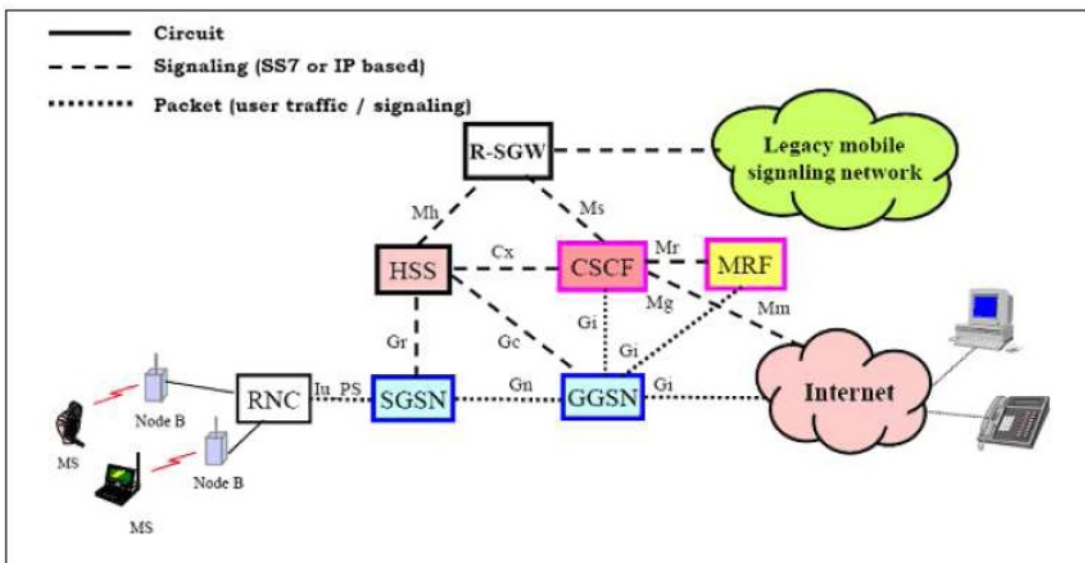 Circuit
Signaling (SS7 or IP based)
Packet (user traffic / signaling)
R-SGW
Legacy mobile
signaling network
Mh
Ms
HSS
Cx
CSCF
Mr
MRF
Mg
Mm
Gr
Gc
Gi
Gi
Node B
RNC
Iu_PS
SGSN
Gn
GGSN
Gi
Internet
MS
Node B
MS